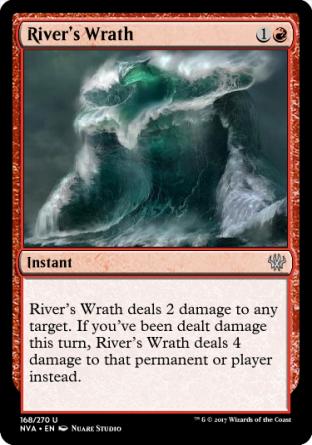 River's Wrath 1
Instant
River's Wrath deals 2 damage to any
target. If you've been dealt damage
this turn, River's Wrath deals 4
damage to that permanent or player
instead.
168/270 U
NVA • EN Nuare Studio
™ & © 2017 Wizards of the Coast